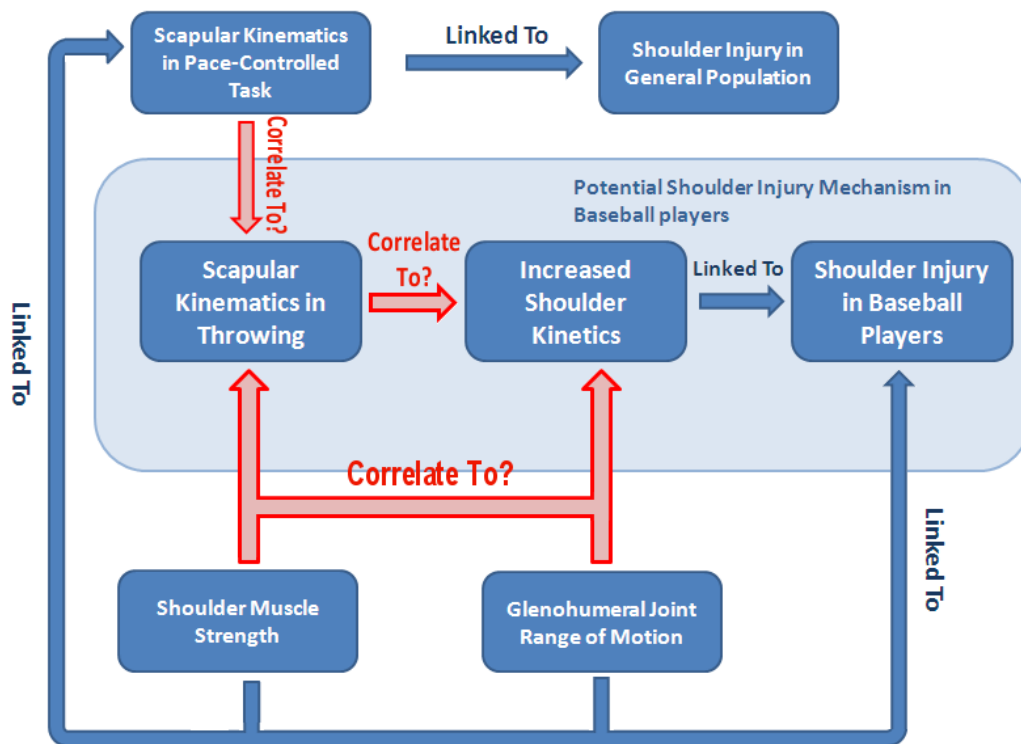 Scapular Kinematics
in Pace-Controlled
Task
Linked To
Shoulder Injury in
General Population
Correlate To?
Potential Shoulder Injury Mechanism in
Baseball players
Scapular
Kinematics in
Throwing
Correlate
To?
Increased
Shoulder
Kinetics
Linked To
Shoulder Injury
in Baseball
Players
Linked To
Correlate To?
Linked To
Shoulder Muscle
Strength
Glenohumeral Joint
Range of Motion